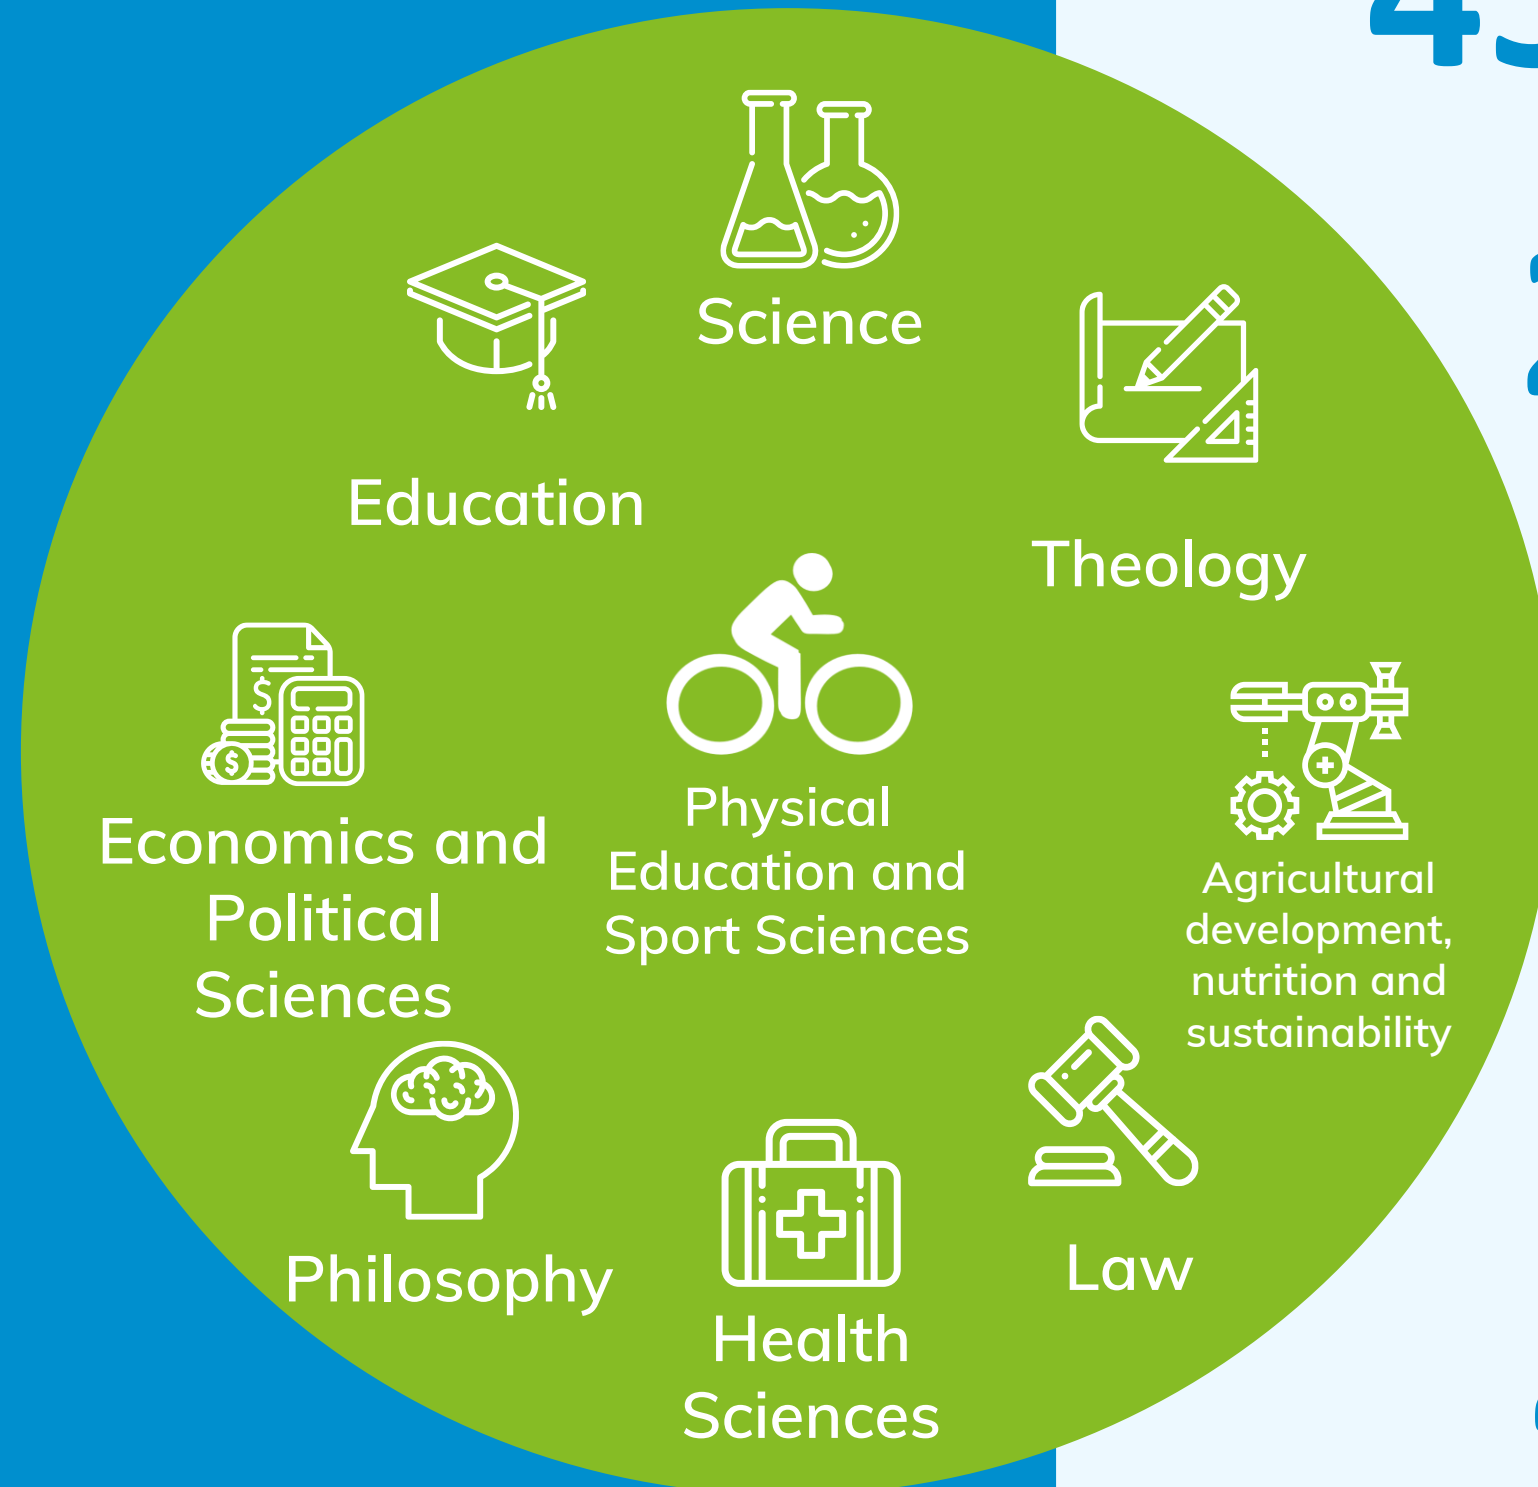 Science
Education
Theology
Physical
Education and
Sport Sciences
Economics and
Political
Sciences
Agricultural
development,
nutrition and
sustainability
Philosophy
Law
Health
Sciences